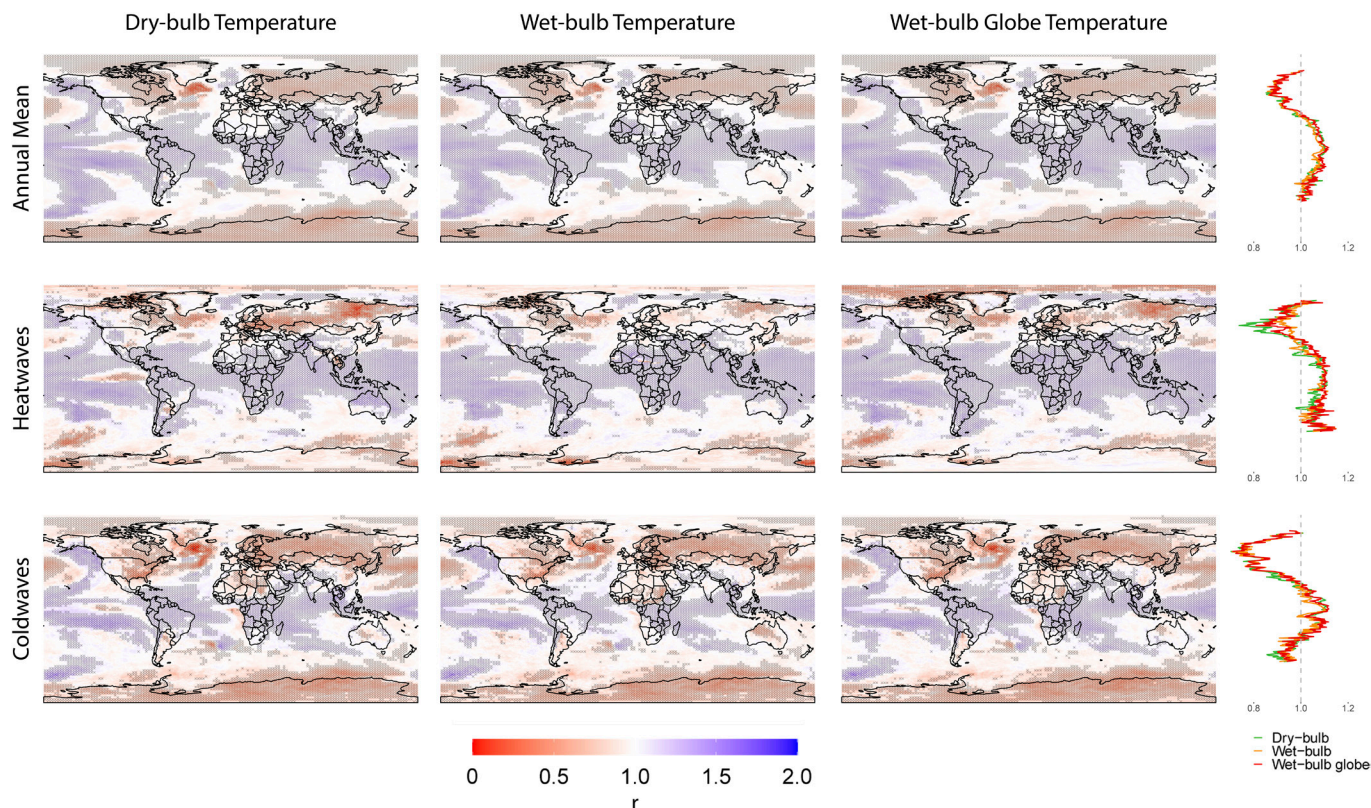 Dry-bulb Temperature
Wet-bulb Temperature
Wet-bulb Globe Temperature
Annual Mean
0.8 1.0 1.2
Heatwaves
0.8 1.0 1.2
Coldwaves
0.8 1.0 1.2
0 0.5 1.0 1.5 2.0
r
Dry-bulb
Wet-bulb
Wet-bulb globe